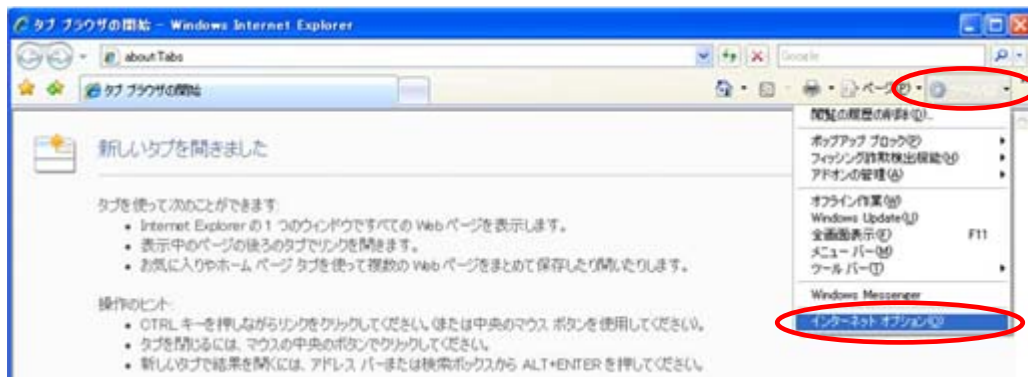 タブ ブラウザの開始 - Windows Internet Explorer
about:Tabs
Google
タブ ブラウザの開始
ページ(P)
閲覧の履歴の削除(D)...
新しいタブを開きました
ポップアップ ブロック(P)
フィッシング詐欺検出機能(H)
アドオンの管理(A)
タブを使って次のことができます:
オフライン作業(W)
• Internet Explorer の 1 つのウィンドウですべての Web ページを表示します。
Windows Update(U)
• 表示中のページの後ろのタブでリンクを開きます。
全画面表示(F) F11
メニュー バー(M)
• お気に入りやホーム ページ タブを使って複数の Web ページをまとめて保存したり開いたりします。
ツール バー(T)
操作のヒント:
Windows Messenger
• CTRL キーを押しながらリンクをクリックしてください。(または中央のマウス ボタンを使用してください)。
インターネット オプション(O)
• タブを閉じるには、マウスの中央のボタンでクリックしてください。
• 新しいタブで結果を開くには、アドレス バーまたは検索ボックスから ALT+ENTER を押してください。